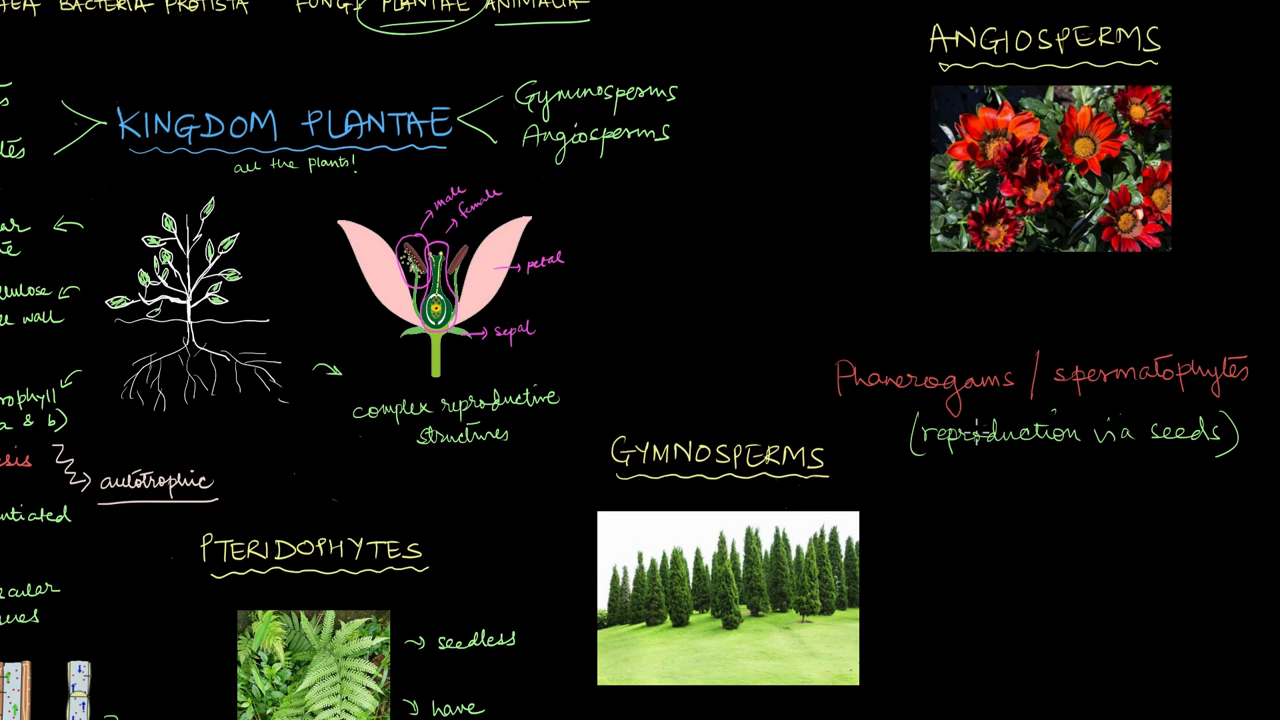 BACTERIA PROTISTA FUNGI PLANTAE ANIMALIA
ANGIOSPERMS
KINGDOM PLANTAE
all the plants!
Gymnosperms
Angiosperms
male
female
petal
sepal
complex reproductive
structures
autotrophic
Phanerogams / spermatophytes
(reproduction via seeds)
GYMNOSPERMS
PTERIDOPHYTES
→ seedless
have
wall
a & b)